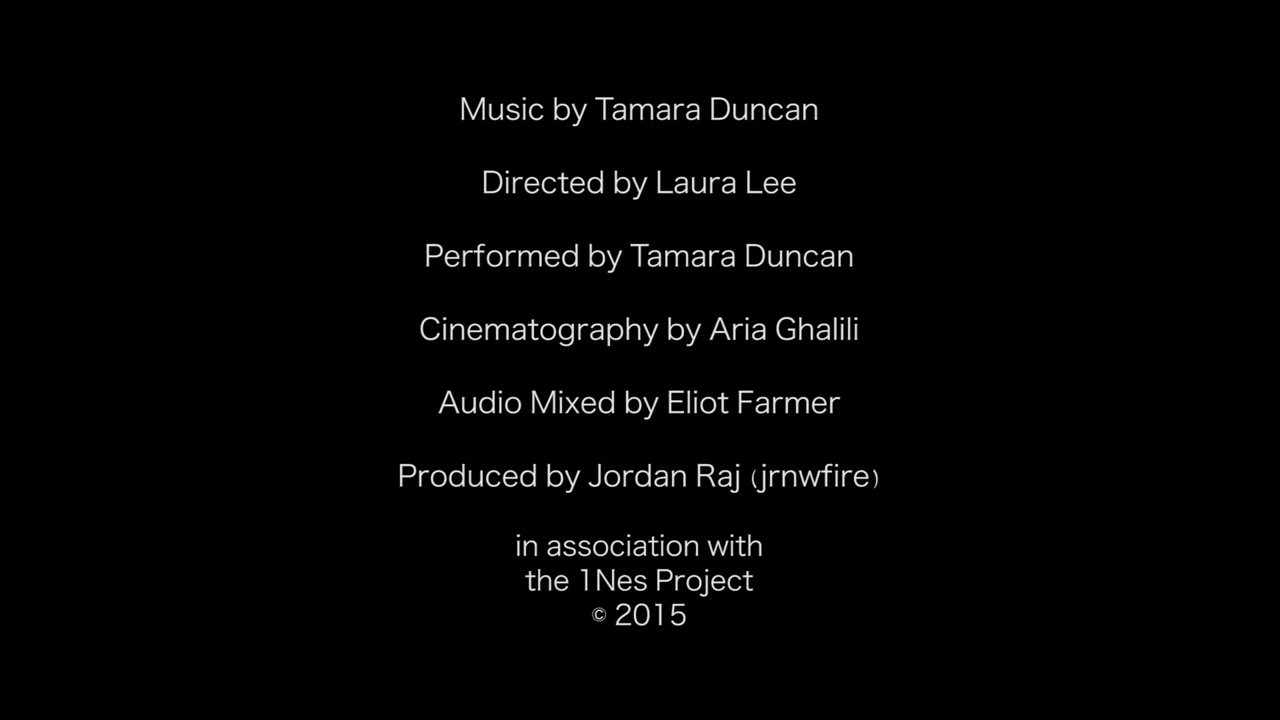 Music by Tamara Duncan
Directed by Laura Lee
Performed by Tamara Duncan
Cinematography by Aria Ghalili
Audio Mixed by Eliot Farmer
Produced by Jordan Raj (jrnwfire)
in association with
the 1Nes Project
© 2015